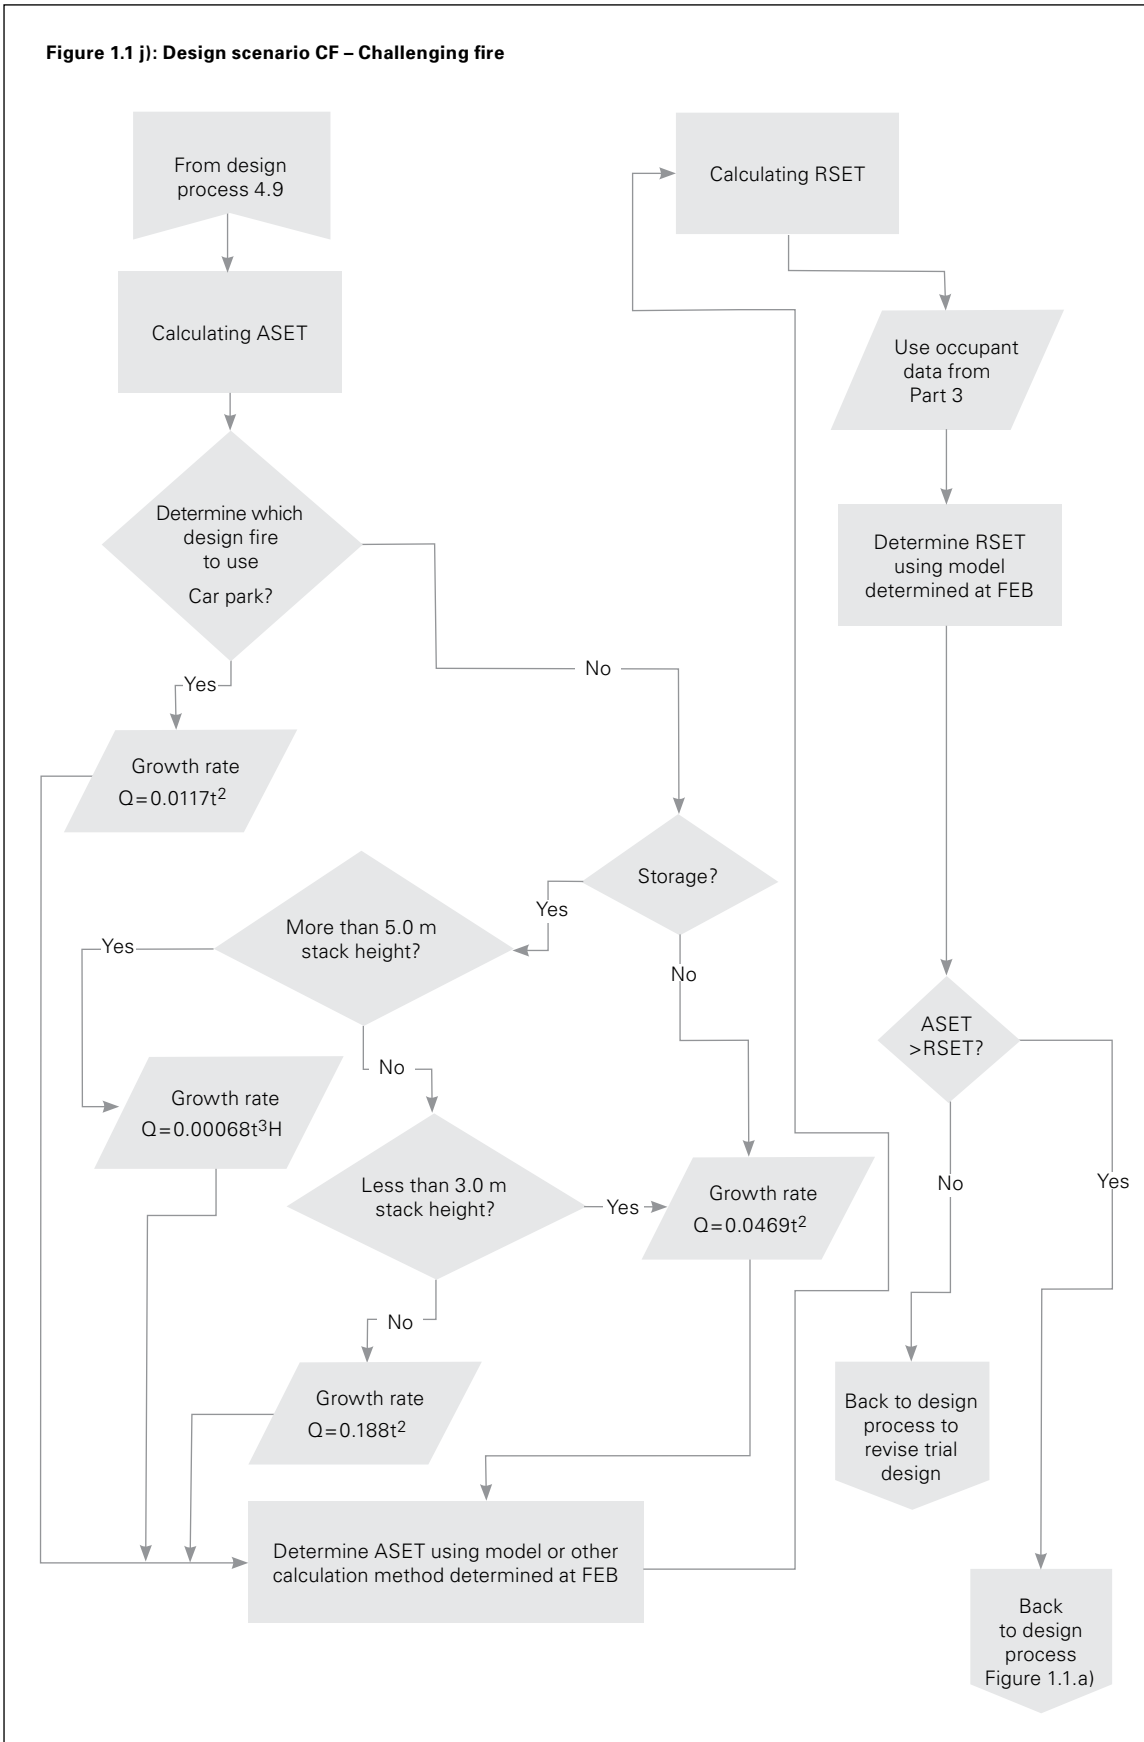 Figure 1.1 j): Design scenario CF – Challenging fire
From design
process 4.9
Calculating ASET
Determine which
design fire
to use
Car park?
Yes
No
Growth rate
Q=0.0117t²
Storage?
Yes
No
More than 5.0 m
stack height?
Yes
No
Growth rate
Q=0.00068t³H
Less than 3.0 m
stack height?
Yes
No
Growth rate
Q=0.0469t²
Growth rate
Q=0.188t²
Determine ASET using model or other
calculation method determined at FEB
Calculating RSET
Use occupant
data from
Part 3
Determine RSET
using model
determined at FEB
ASET
>RSET?
No
Yes
Back to design
process to
revise trial
design
Back
to design
process
Figure 1.1.a)